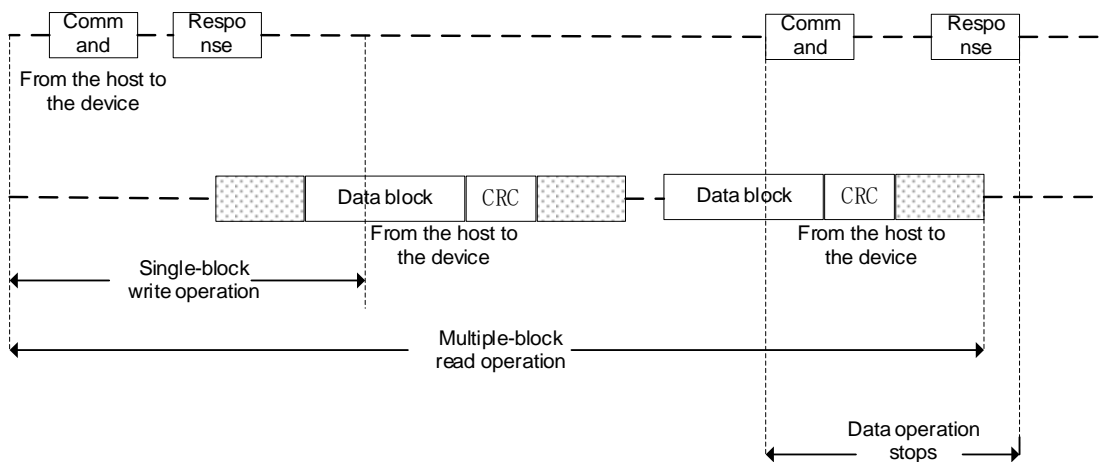 Comm
and
Respo
nse
Comm
and
Respo
nse
From the host to
the device
Data block
CRC
Data block
CRC
From the host to
the device
From the host to
the device
Single-block
write operation
Multiple-block
read operation
Data operation
stops